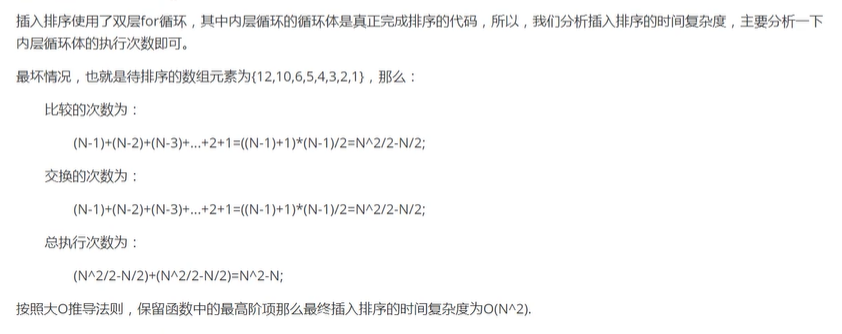 插入排序使用了双层for循环，其中内层循环的循环体是真正完成排序的代码，所以，我们分析插入排序的时间复杂度，主要分析一下
内层循环体的执行次数即可。
最坏情况，也就是待排序的数组元素为{12,10,6,5,4,3,2,1}，那么：
比较的次数为：
(N-1)+(N-2)+(N-3)+...+2+1=((N-1)+1)*(N-1)/2=N^2/2-N/2;
交换的次数为：
(N-1)+(N-2)+(N-3)+...+2+1=((N-1)+1)*(N-1)/2=N^2/2-N/2;
总执行次数为：
(N^2/2-N/2)+(N^2/2-N/2)=N^2-N;
按照大O推导法则，保留函数中的最高阶项那么最终插入排序的时间复杂度为O(N^2).